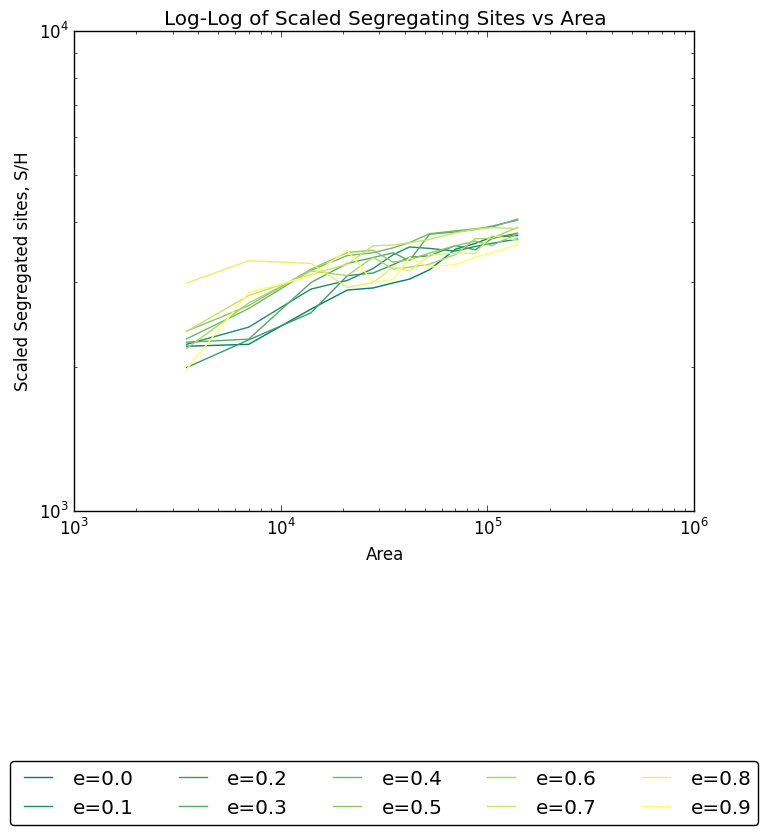 Log-Log of Scaled Segregating Sites vs Area
10^4
10^3
Scaled Segregated sites, S/H
10^3 10^4 10^5 10^6
Area
e=0.0 e=0.2 e=0.4 e=0.6 e=0.8
e=0.1 e=0.3 e=0.5 e=0.7 e=0.9